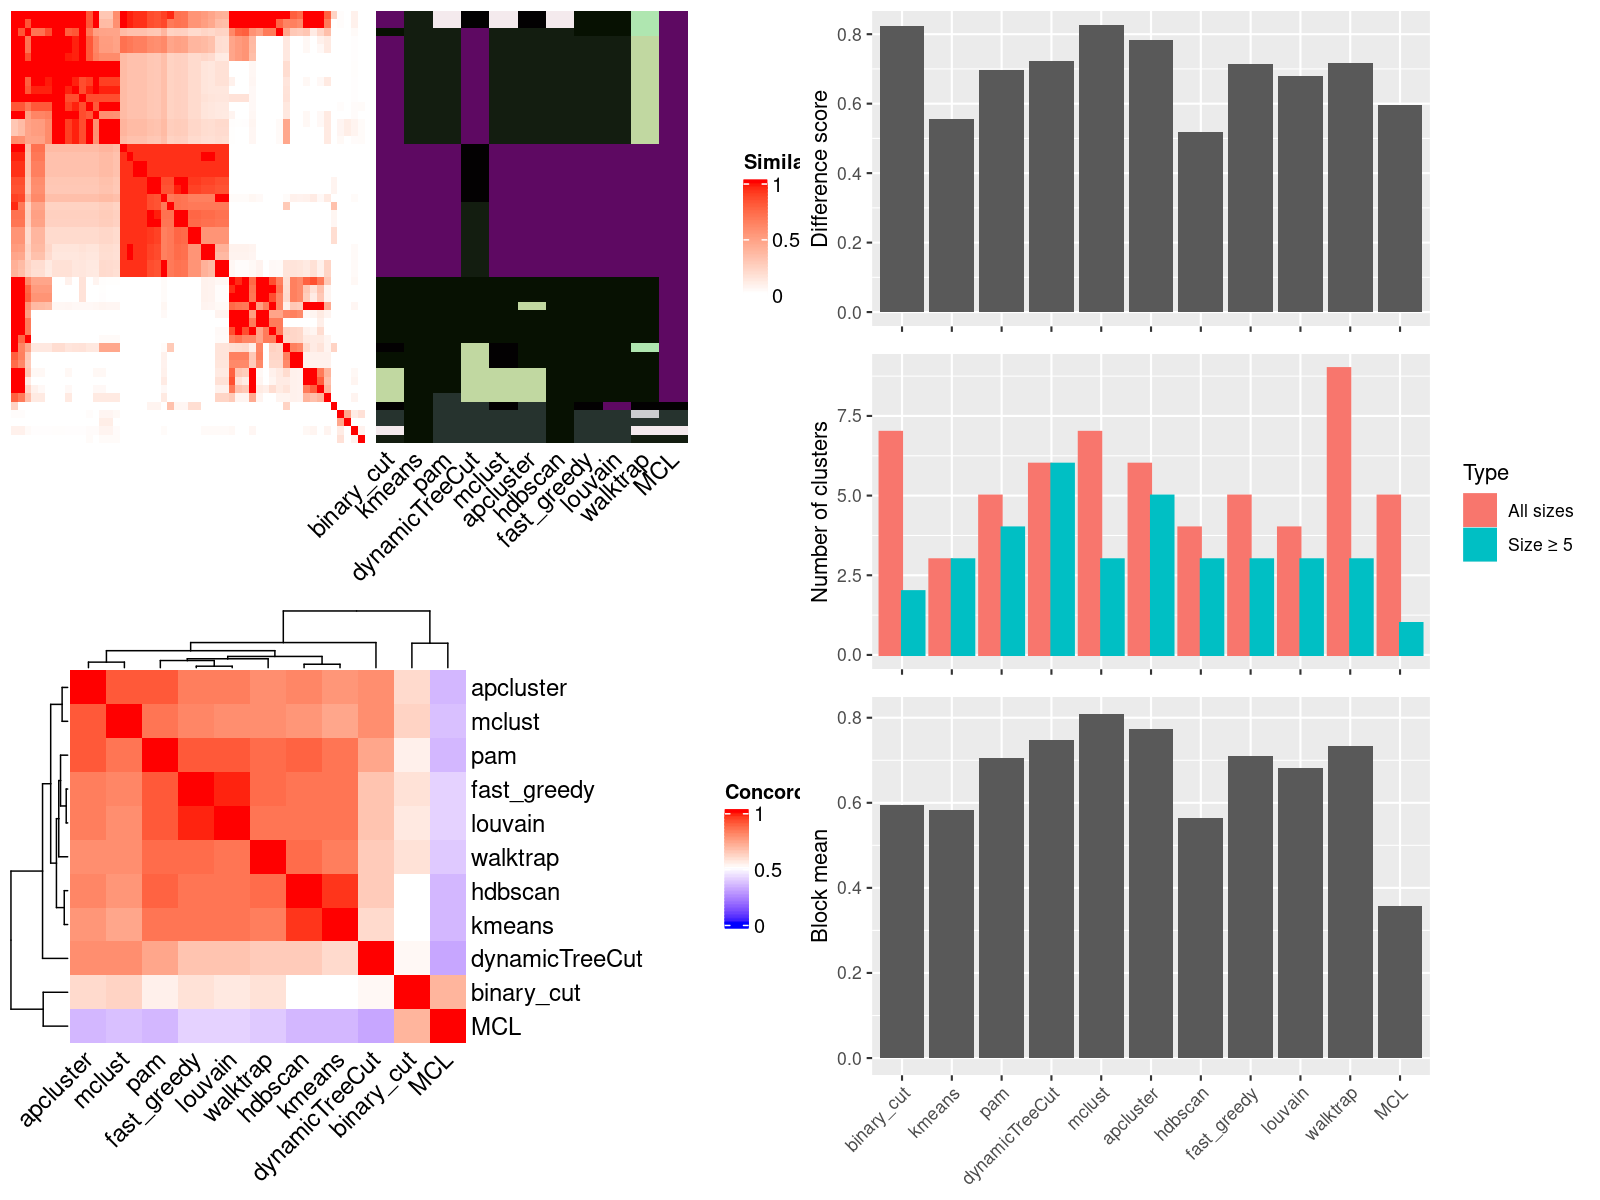 Simila
1
0.5
0
binary_cut
kmeans
pam
dynamicTreeCut
mclust
apcluster
hdbscan
fast_greedy
louvain
walktrap
MCL
apcluster
mclust
pam
fast_greedy
louvain
walktrap
hdbscan
kmeans
dynamicTreeCut
binary_cut
MCL
Concord
1
0.5
0
apcluster
mclust
pam
fast_greedy
louvain
walktrap
hdbscan
kmeans
dynamicTreeCut
binary_cut
MCL
Difference score
0.8
0.6
0.4
0.2
0.0
Number of clusters
7.5
5.0
2.5
0.0
Type
All sizes
Size ≥ 5
Block mean
0.8
0.6
0.4
0.2
0.0
binary_cut
kmeans
pam
dynamicTreeCut
mclust
apcluster
hdbscan
fast_greedy
louvain
walktrap
MCL